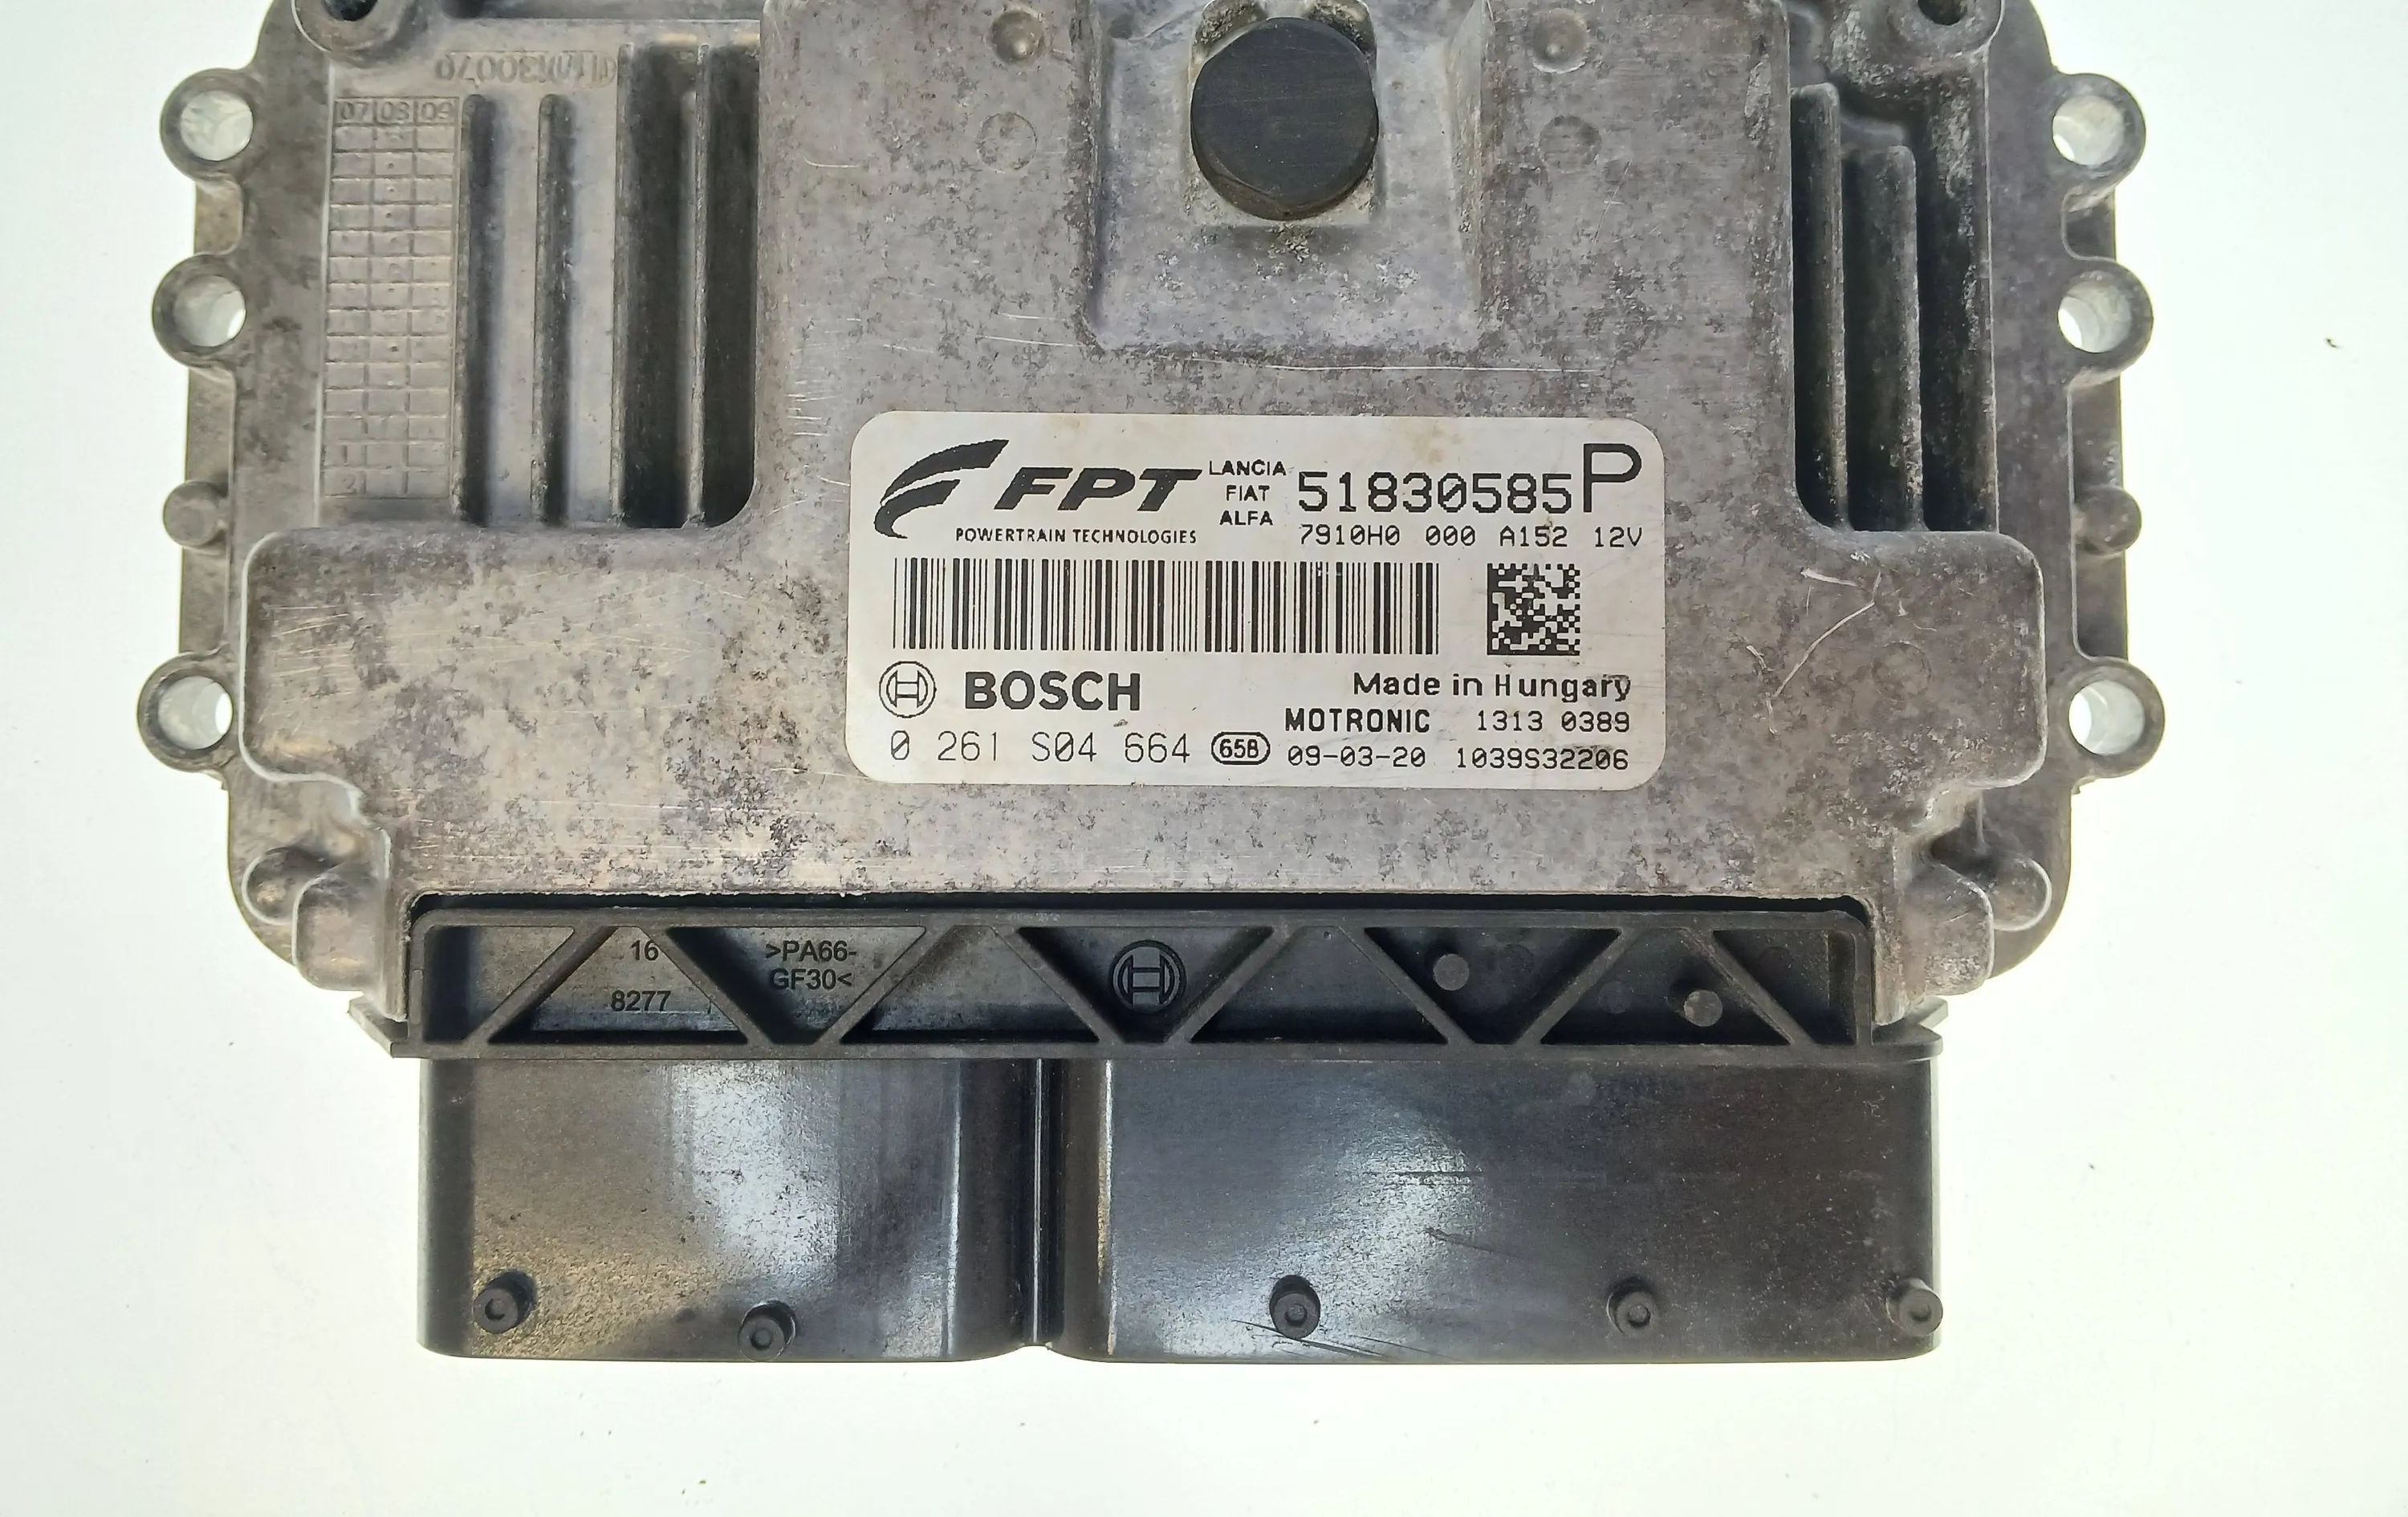 07 08 09
FPT
POWERTRAIN TECHNOLOGIES
LANCIA
FIAT
ALFA
51830585P
7910H0 000 A152 12V
BOSCH
Made in Hungary
MOTRONIC 1313 0389
0 261 S04 664 65B 09-03-20 1039S32206
16
8277
>PA66-
GF30<